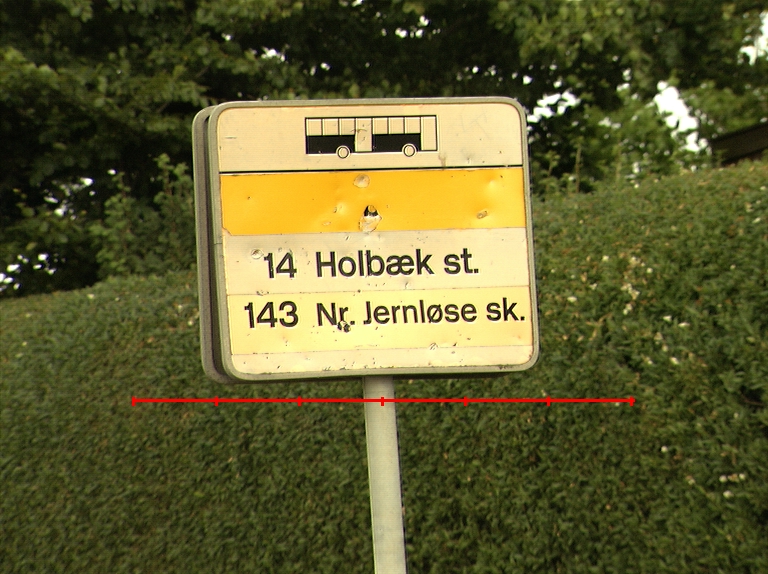 14 Holbæk st.
143 Nr. Jernløse sk.